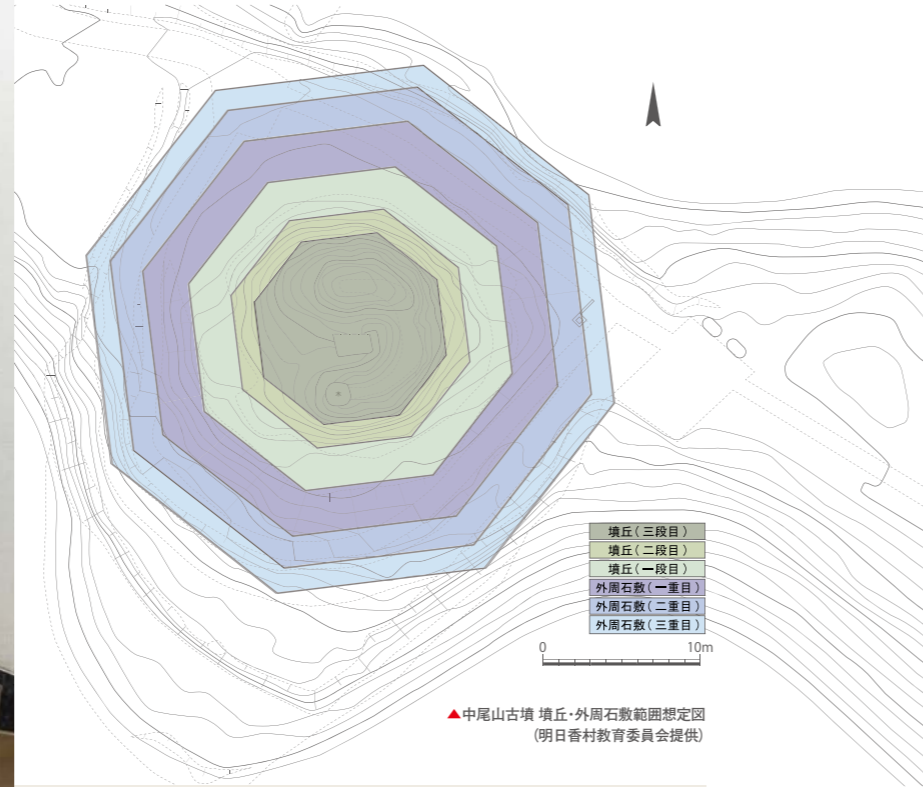 墳丘(三段目)
墳丘(二段目)
墳丘(一段目)
外周石敷(一重目)
外周石敷(二重目)
外周石敷(三重目)
0 10m
▲中尾山古墳 墳丘・外周石敷範囲想定図
(明日香村教育委員会提供)